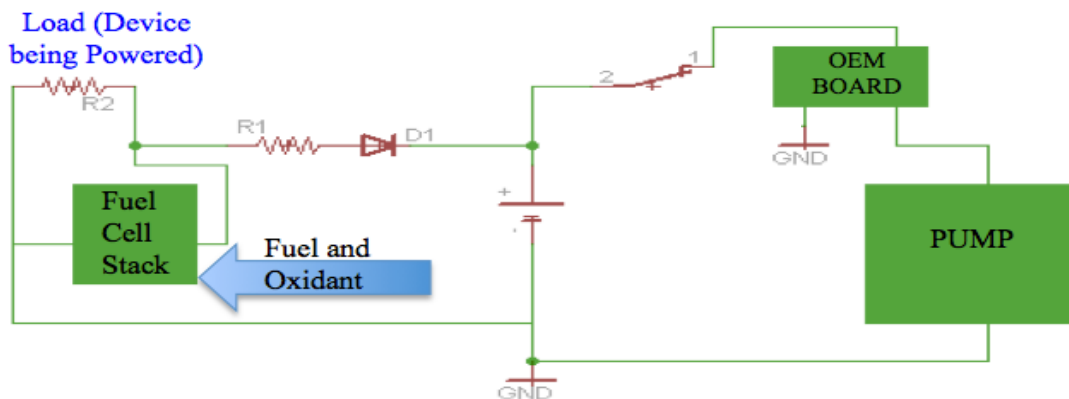 Load (Device
being Powered)
R2
R1
D1
2
1
OEM
BOARD
GND
+
Fuel
Cell
Stack
Fuel and
Oxidant
PUMP
GND